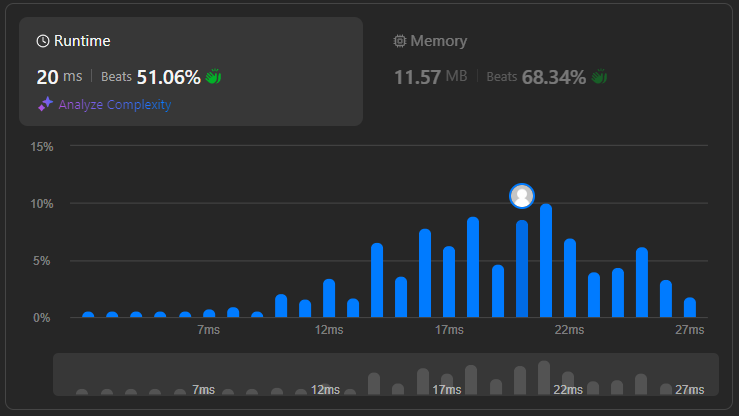 Runtime
20 ms | Beats 51.06%
Analyze Complexity
Memory
11.57 MB | Beats 68.34%
15%
10%
5%
0%
7ms 12ms 17ms 22ms 27ms
7ms 12ms 17ms 22ms 27ms